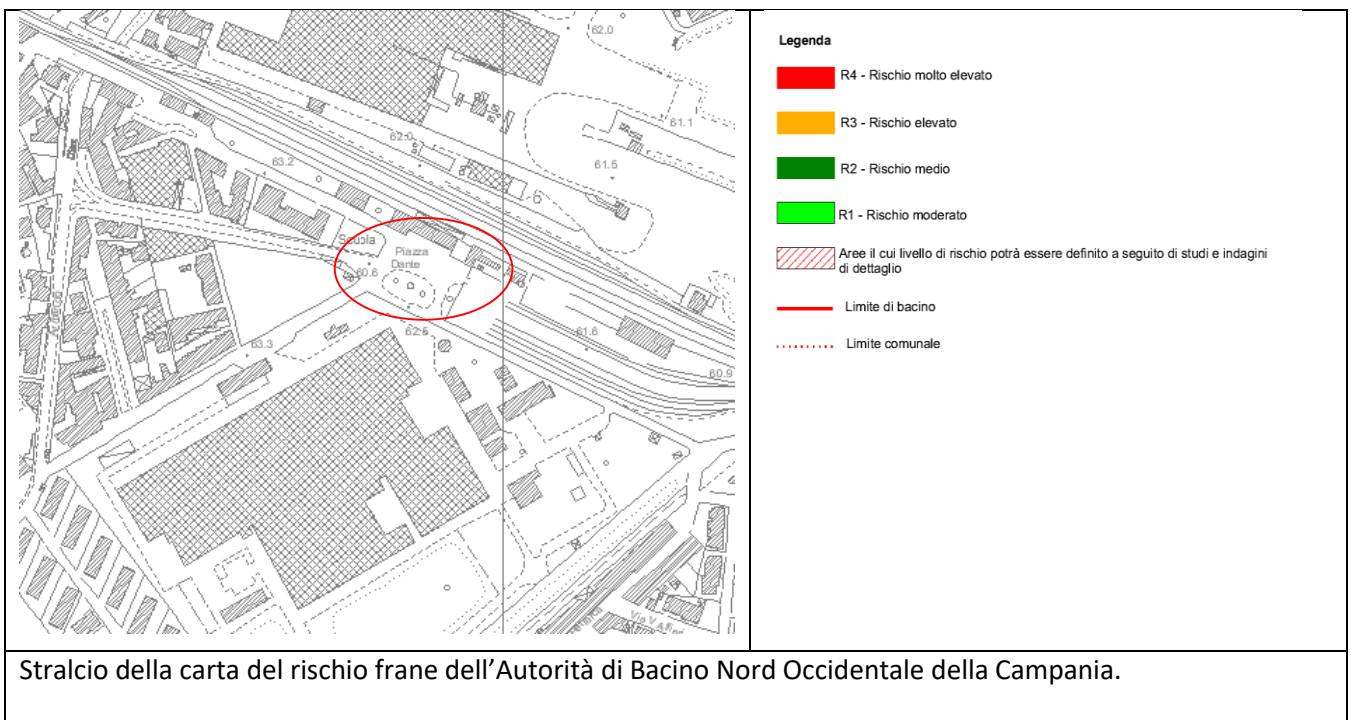 62.0
61.1
62.0
61.5
63.2
Scuola
Piazza
Dante
60.6
62.5
61.6
63.3
60.9
Legenda
R4 - Rischio molto elevato
R3 - Rischio elevato
R2 - Rischio medio
R1 - Rischio moderato
Aree il cui livello di rischio potrà essere definito a seguito di studi e indagini
di dettaglio
Limite di bacino
Limite comunale
Stralcio della carta del rischio frane dell’Autorità di Bacino Nord Occidentale della Campania.